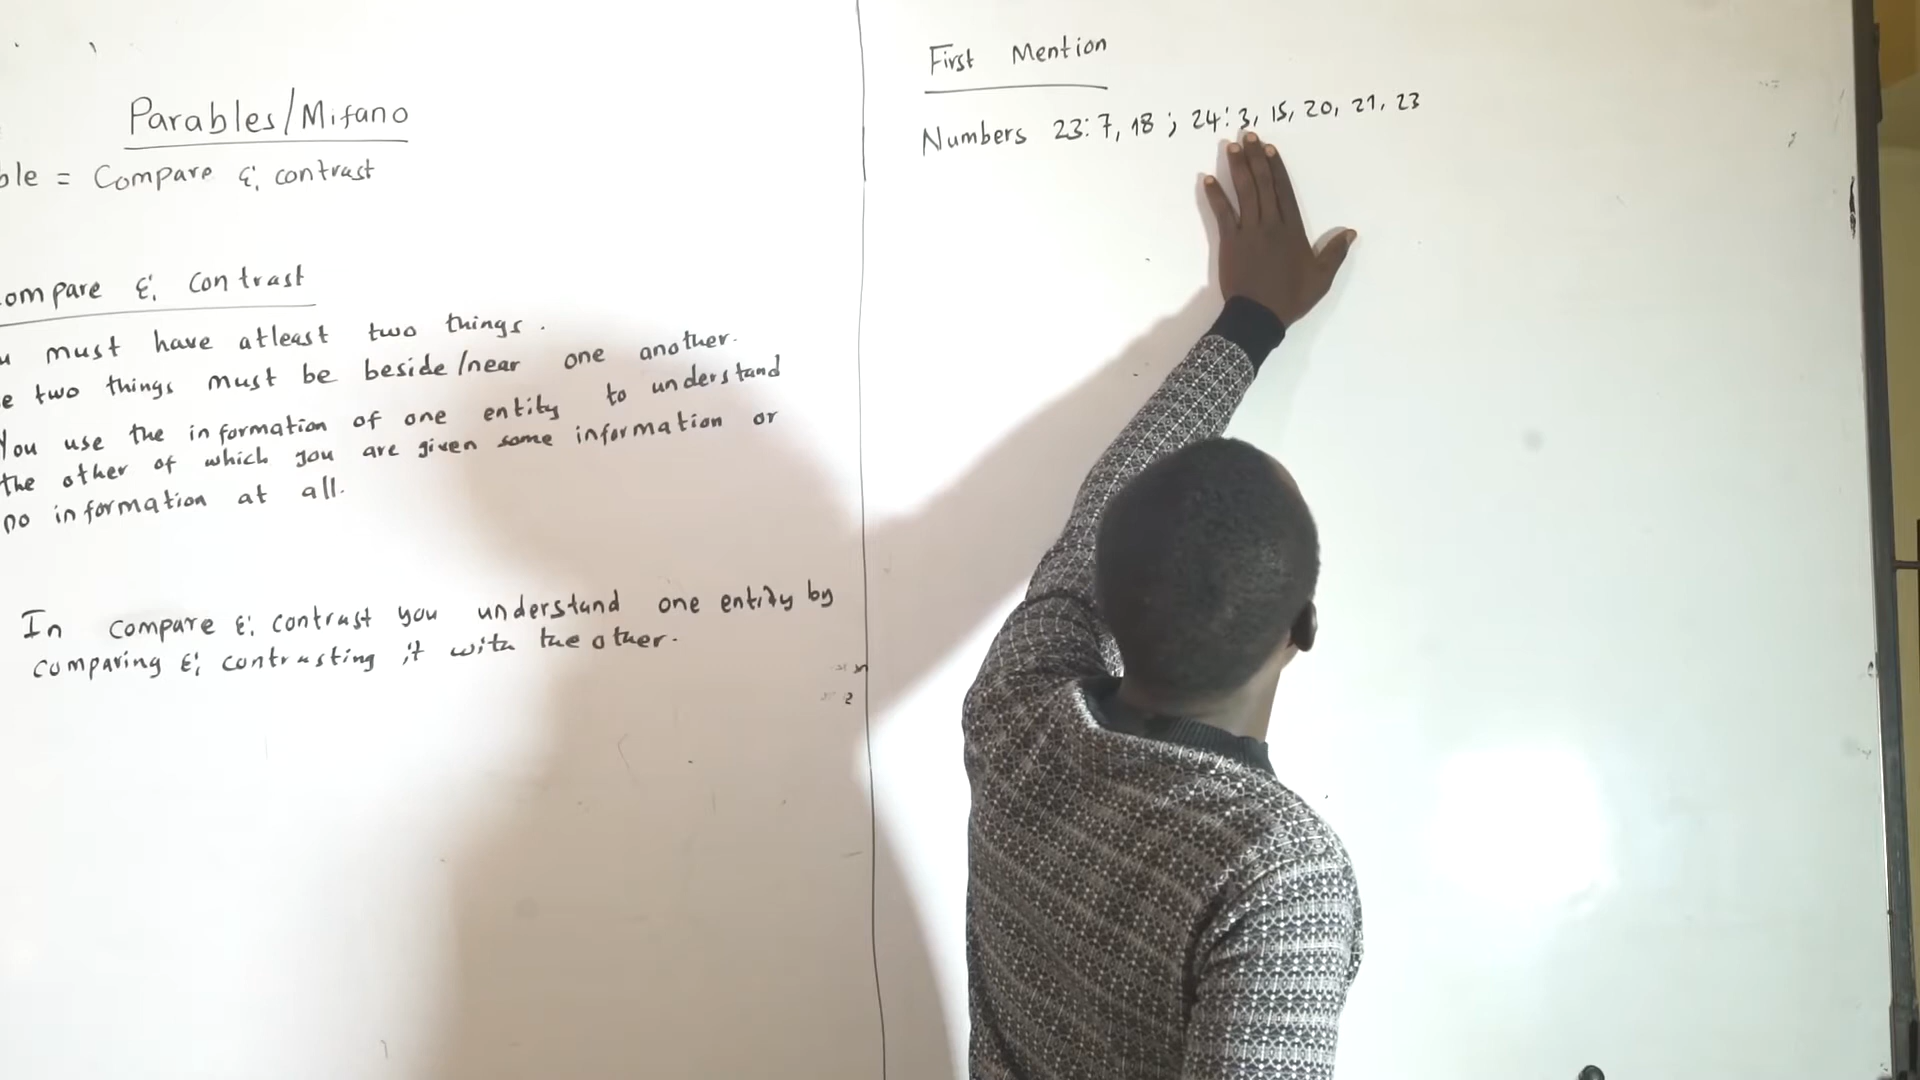 Parables/Mifano
ble = Compare & contrast
ompare & contrast
u must have atleast two things.
e two things must be beside/near one another.
You use the information of one entity to understand
the other of which you are given some information or
no information at all.
In compare & contrast you understand one entity by
comparing & contrasting it with the other.
First Mention
Numbers 23:7, 18 ; 24:3, 15, 20, 21, 23